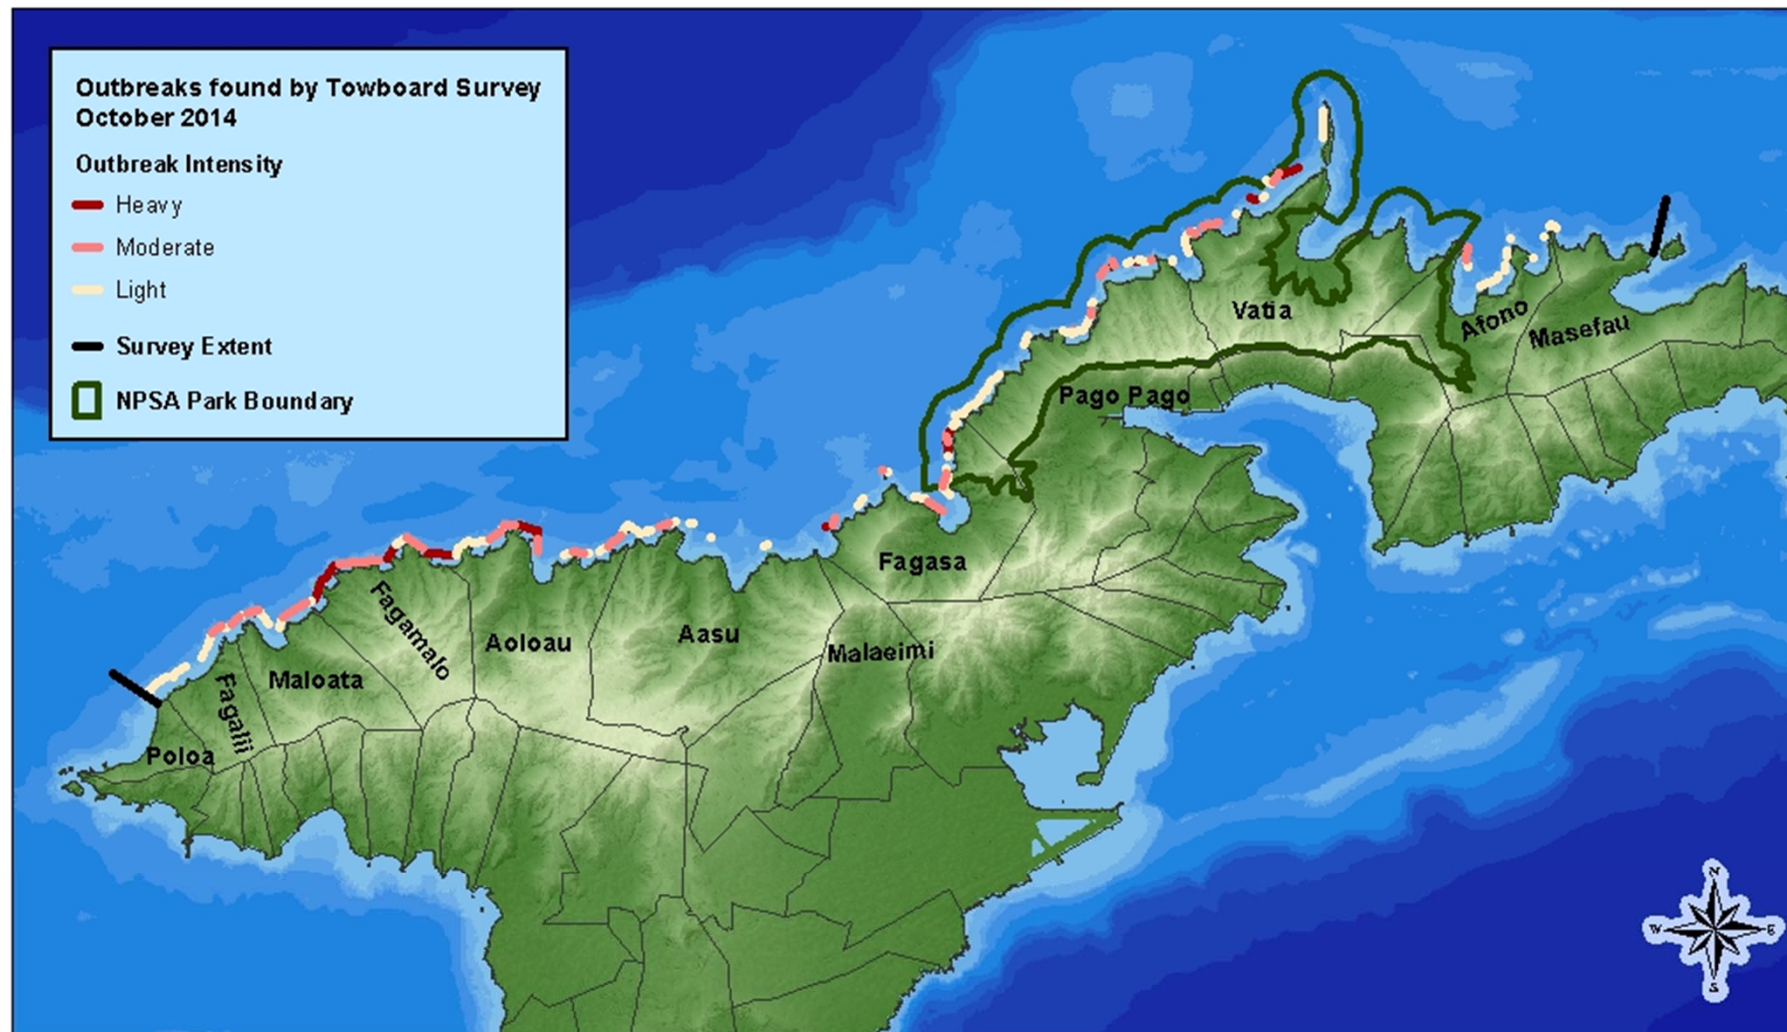 Outbreaks found by Towboard Survey
October 2014
Outbreak Intensity
Heavy
Moderate
Light
Survey Extent
NPSA Park Boundary
Vatia
Afono
Masefau
Pago Pago
Fagasa
Fagamalo
Aoloau
Aasu
Malaeimi
Maloata
Fagalii
Poloa
N
W
E
S